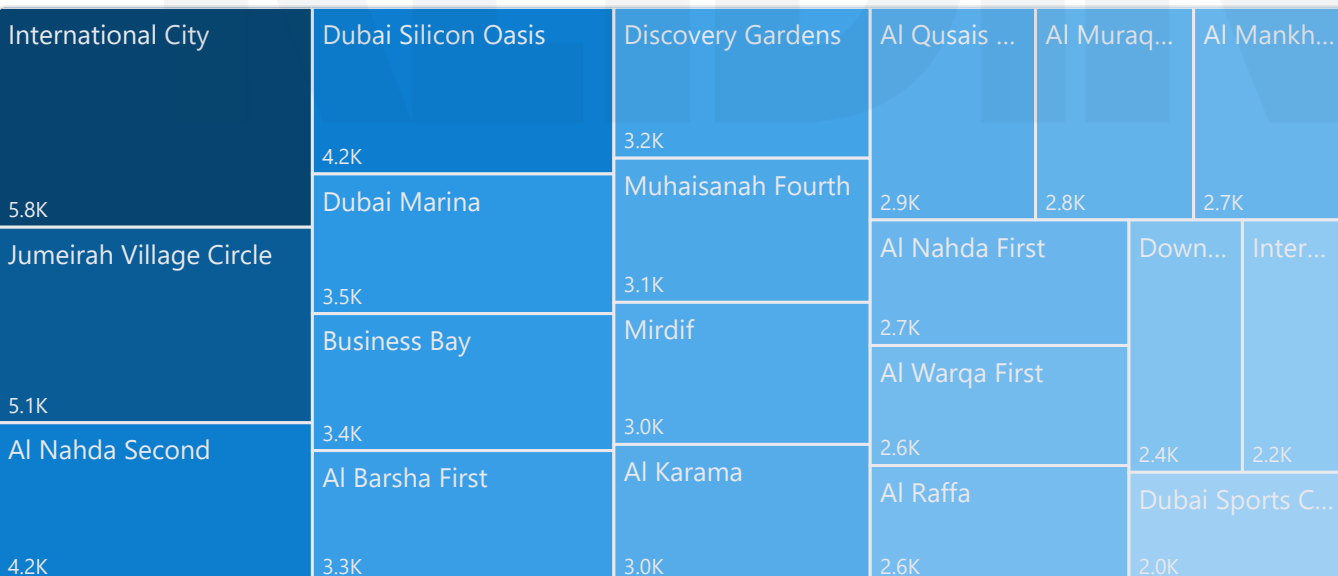 International City
5.8K
Jumeirah Village Circle
5.1K
Al Nahda Second
4.2K
Dubai Silicon Oasis
4.2K
Dubai Marina
3.5K
Business Bay
3.4K
Al Barsha First
3.3K
Discovery Gardens
3.2K
Muhaisanah Fourth
3.1K
Mirdif
3.0K
Al Karama
3.0K
Al Qusais ...
2.9K
Al Muraq...
2.8K
Al Mankh...
2.7K
Al Nahda First
2.7K
Al Warqa First
2.6K
Al Raffa
2.6K
Down...
2.4K
Inter...
2.2K
Dubai Sports C...
2.0K